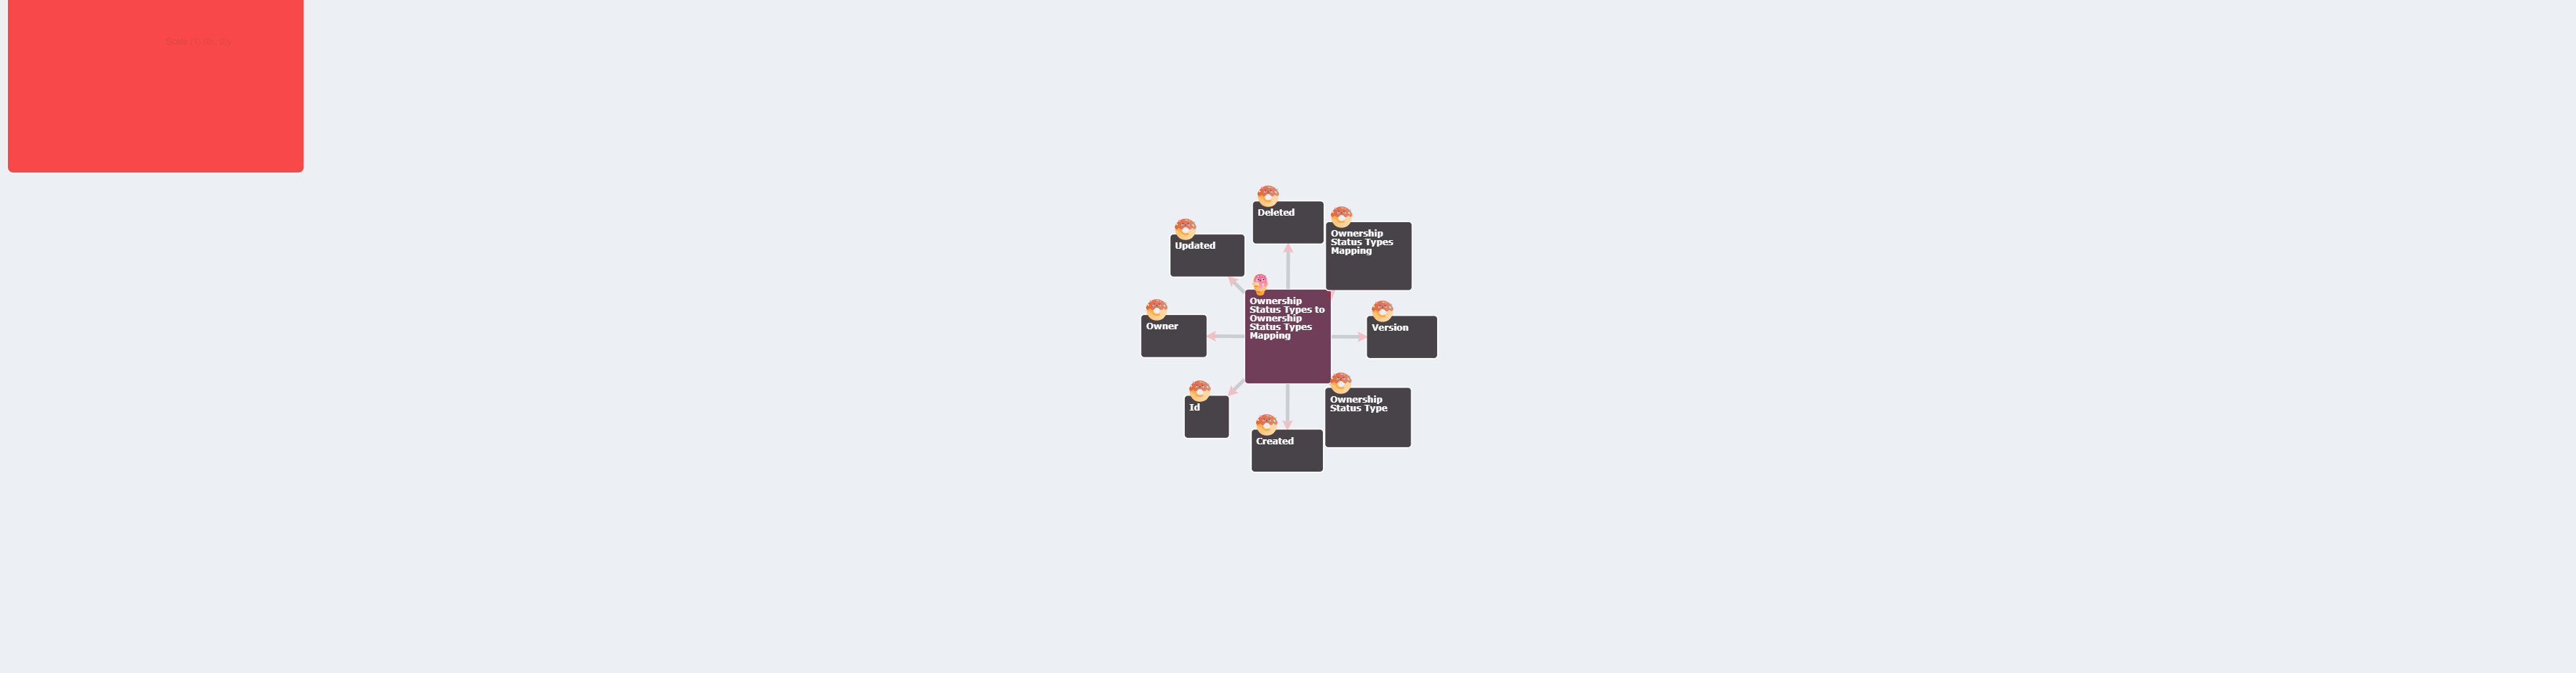 Deleted
Ownership
Status Types
Mapping
Updated
Ownership
Status Types to
Ownership
Status Types
Mapping
Owner
Version
Id
Ownership
Status Type
Created